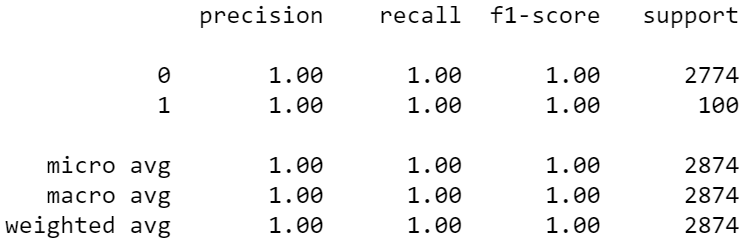 precision recall f1-score support
0 1.00 1.00 1.00 2774
1 1.00 1.00 1.00 100
micro avg 1.00 1.00 1.00 2874
macro avg 1.00 1.00 1.00 2874
weighted avg 1.00 1.00 1.00 2874